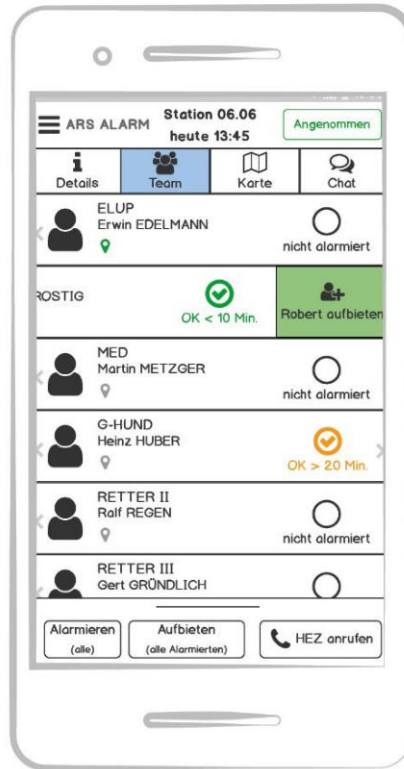 ARS ALARM
Station 06.06
heute 13:45
Angenommen
Details
Team
Karte
Chat
ELUP
Erwin EDELMANN
nicht alarmiert
ROSTIG
OK < 10 Min.
Robert aufbieten
MED
Martin METZGER
nicht alarmiert
G-HUND
Heinz HUBER
OK > 20 Min.
RETTER II
Ralf REGEN
nicht alarmiert
RETTER III
Gert GRÜNDLICH
Alarmieren
(alle)
Aufbieten
(alle Alarmierten)
HEZ anrufen